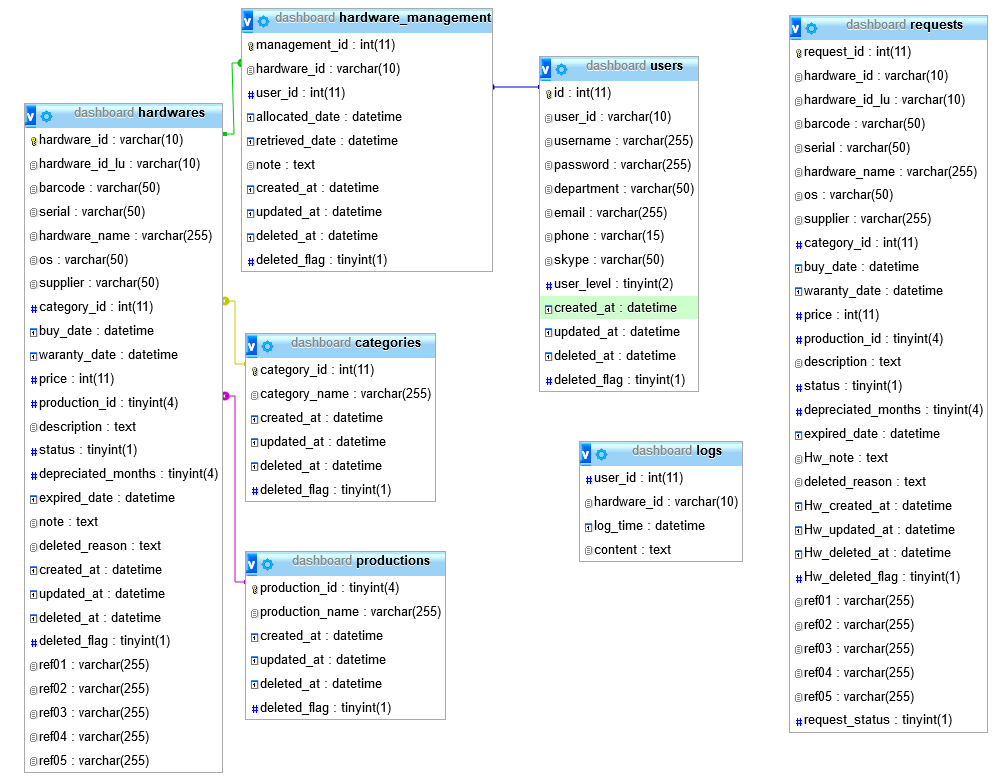 dashboard hardware_management
management_id : int(11)
hardware_id : varchar(10)
user_id : int(11)
allocated_date : datetime
retrieved_date : datetime
note : text
created_at : datetime
updated_at : datetime
deleted_at : datetime
deleted_flag : tinyint(1)
dashboard hardwares
hardware_id : varchar(10)
hardware_id_lu : varchar(10)
barcode : varchar(50)
serial : varchar(50)
hardware_name : varchar(255)
os : varchar(50)
supplier : varchar(50)
category_id : int(11)
buy_date : datetime
waranty_date : datetime
price : int(11)
production_id : tinyint(4)
description : text
status : tinyint(1)
depreciated_months : tinyint(4)
expired_date : datetime
note : text
deleted_reason : text
created_at : datetime
updated_at : datetime
deleted_at : datetime
deleted_flag : tinyint(1)
ref01 : varchar(255)
ref02 : varchar(255)
ref03 : varchar(255)
ref04 : varchar(255)
ref05 : varchar(255)
dashboard categories
category_id : int(11)
category_name : varchar(255)
created_at : datetime
updated_at : datetime
deleted_at : datetime
deleted_flag : tinyint(1)
dashboard productions
production_id : tinyint(4)
production_name : varchar(255)
created_at : datetime
updated_at : datetime
deleted_at : datetime
deleted_flag : tinyint(1)
dashboard users
id : int(11)
user_id : varchar(10)
username : varchar(255)
password : varchar(255)
department : varchar(50)
email : varchar(255)
phone : varchar(15)
skype : varchar(50)
user_level : tinyint(2)
created_at : datetime
updated_at : datetime
deleted_at : datetime
deleted_flag : tinyint(1)
dashboard logs
user_id : int(11)
hardware_id : varchar(10)
log_time : datetime
content : text
dashboard requests
request_id : int(11)
hardware_id : varchar(10)
hardware_id_lu : varchar(10)
barcode : varchar(50)
serial : varchar(50)
hardware_name : varchar(255)
os : varchar(50)
supplier : varchar(255)
category_id : int(11)
buy_date : datetime
waranty_date : datetime
price : int(11)
production_id : tinyint(4)
description : text
status : tinyint(1)
depreciated_months : tinyint(4)
expired_date : datetime
Hw_note : text
deleted_reason : text
Hw_created_at : datetime
Hw_updated_at : datetime
Hw_deleted_at : datetime
Hw_deleted_flag : tinyint(1)
ref01 : varchar(255)
ref02 : varchar(255)
ref03 : varchar(255)
ref04 : varchar(255)
ref05 : varchar(255)
request_status : tinyint(1)